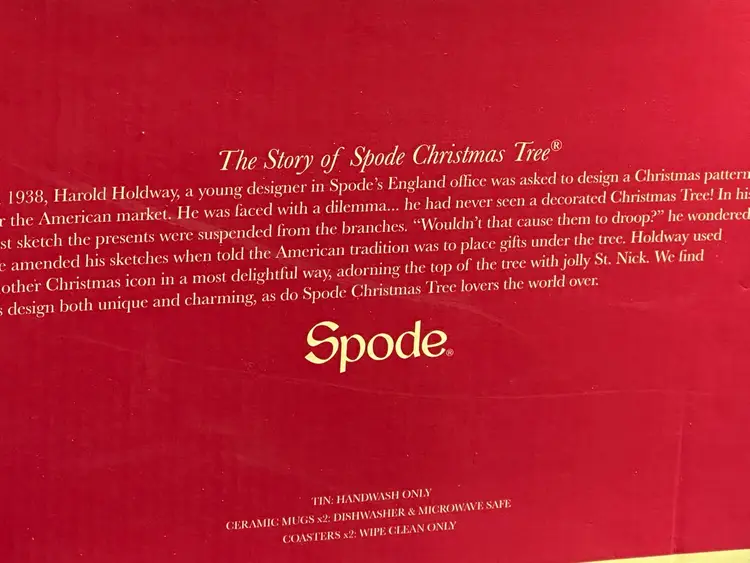 The Story of Spode Christmas Tree®
1938, Harold Holdway, a young designer in Spode's England office was asked to design a Christmas pattern
the American market. He was faced with a dilemma... he had never seen a decorated Christmas Tree! In his
sketch the presents were suspended from the branches. "Wouldn't that cause them to droop?" he wondered
amended his sketches when told the American tradition was to place gifts under the tree. Holdway used
other Christmas icon in a most delightful way, adorning the top of the tree with jolly St. Nick. We find
design both unique and charming, as do Spode Christmas Tree lovers the world over.
Spode®
TIN: HANDWASH ONLY
CERAMIC MUGS x2: DISHWASHER & MICROWAVE SAFE
COASTERS x2: WIPE CLEAN ONLY